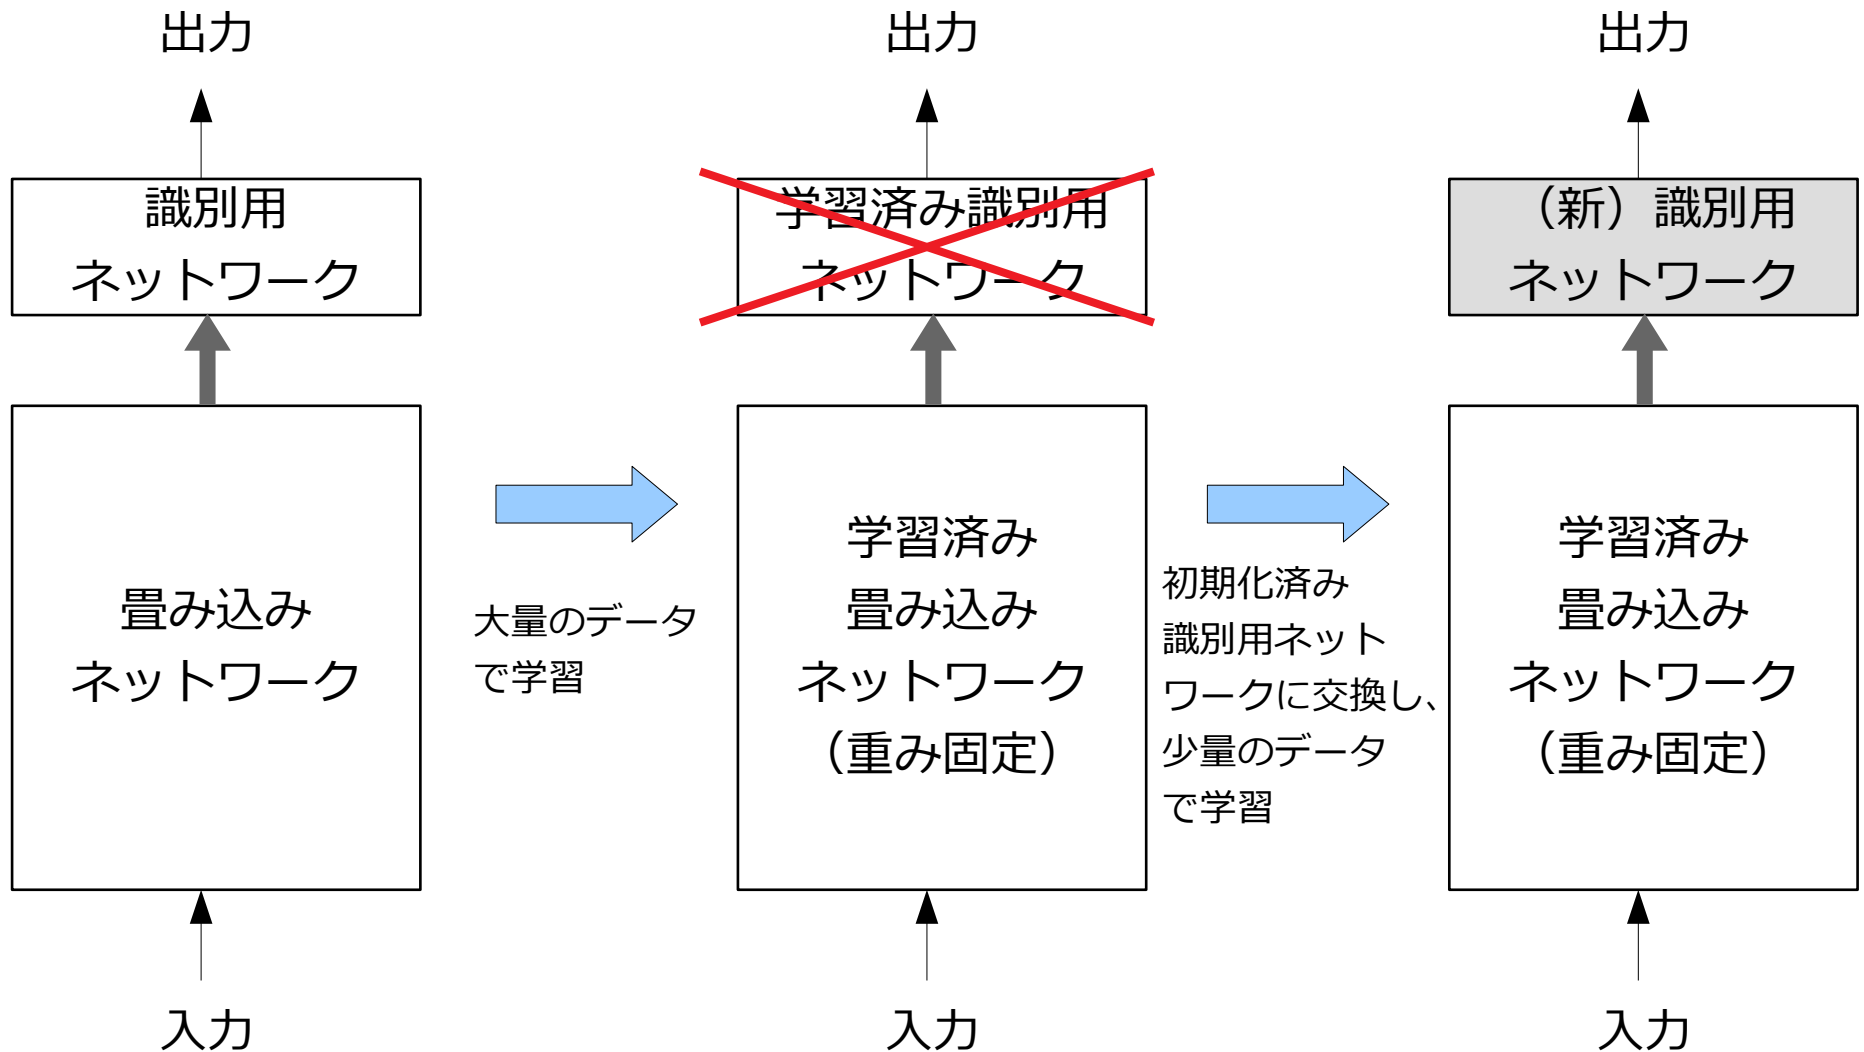 出力
識別用
ネットワーク
畳み込み
ネットワーク
入力
大量のデータ
で学習
出力
学習済み識別用
ネットワーク
学習済み
畳み込み
ネットワーク
（重み固定）
入力
初期化済み
識別用ネット
ワークに交換し、
少量のデータ
で学習
出力
（新）識別用
ネットワーク
学習済み
畳み込み
ネットワーク
（重み固定）
入力